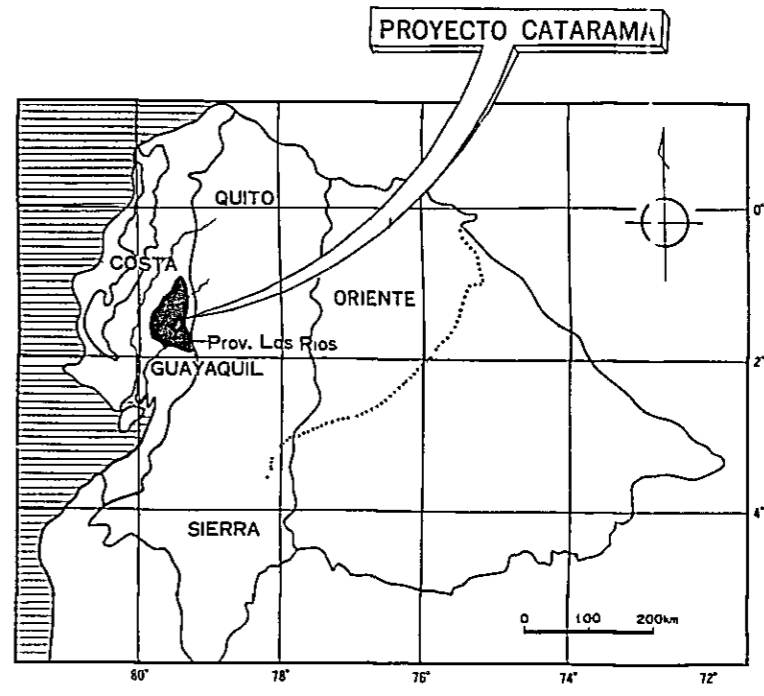 PROYECTO CATARAMA
QUITO
0°
COSTA
ORIENTE
Prov. Los Rios
2°
GUAYAQUIL
4°
SIERRA
0 100 200km
80° 78° 76° 74° 72°